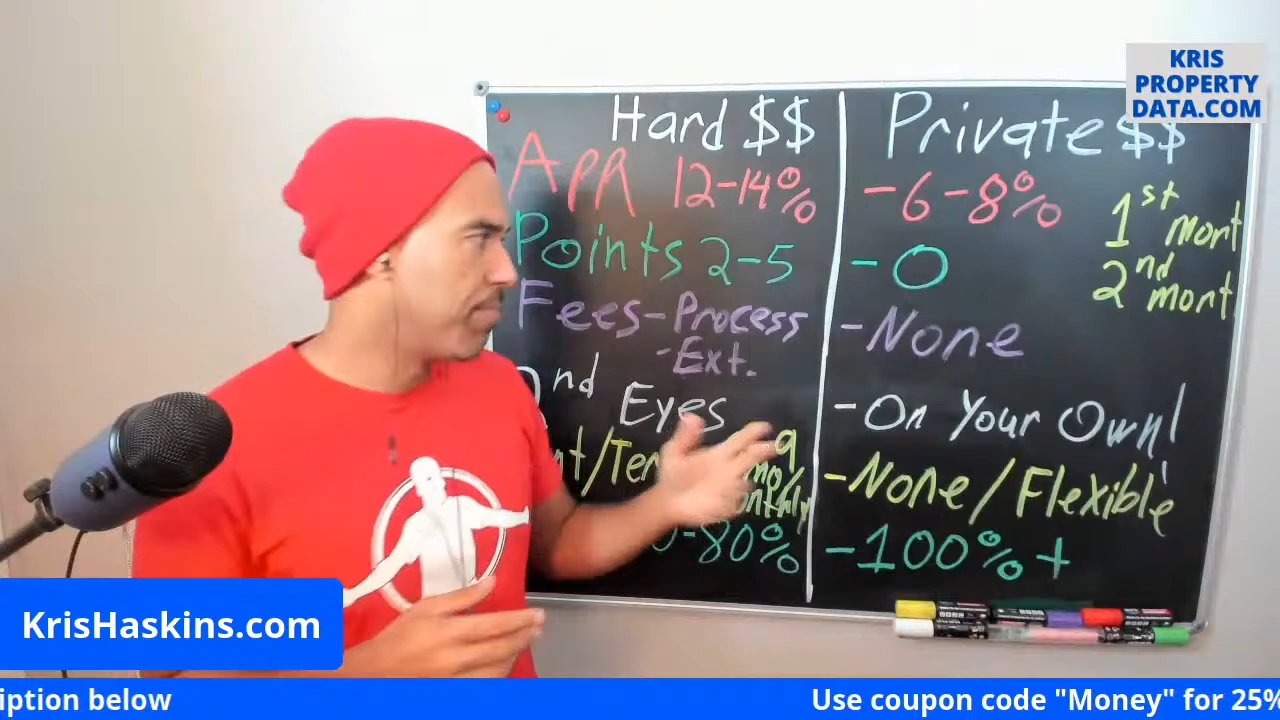 KRIS
PROPERTY
DATA.COM
Hard $$
Private $$
APR 12-14%
-6-8%
1st mort
2nd mort
Points 2-5
-0
Fees-Process
-Ext.
-None
nd Eyes
-On Your Own!
-None/Flexible
-80%
-100%+
KrisHaskins.com
iption below
Use coupon code "Money" for 25%